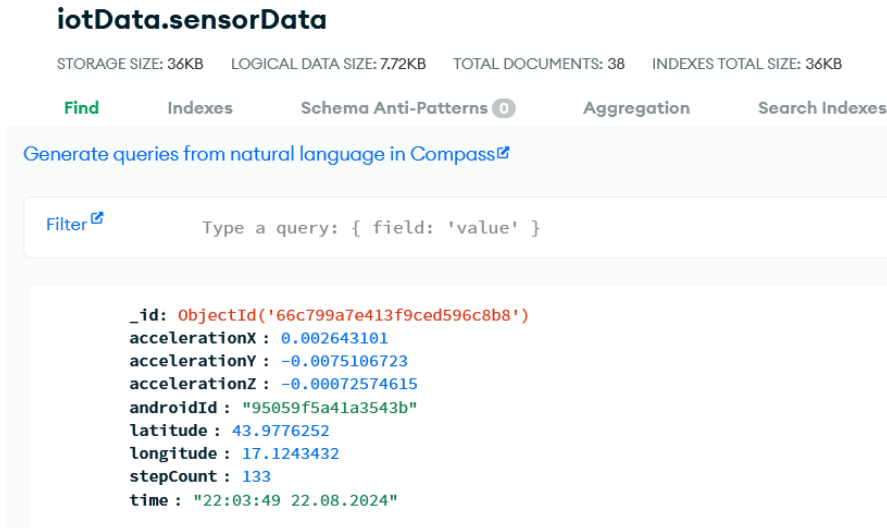 iotData.sensorData
STORAGE SIZE: 36KB LOGICAL DATA SIZE: 7.72KB TOTAL DOCUMENTS: 38 INDEXES TOTAL SIZE: 36KB
Find Indexes Schema Anti-Patterns 0 Aggregation Search Indexes
Generate queries from natural language in Compass
Filter Type a query: { field: 'value' }
_id: ObjectId('66c799a7e413f9ced596c8b8')
accelerationX : 0.002643101
accelerationY : -0.0075106723
accelerationZ : -0.00072574615
androidId : "95059f5a41a3543b"
latitude : 43.9776252
longitude : 17.1243432
stepCount : 133
time : "22:03:49 22.08.2024"